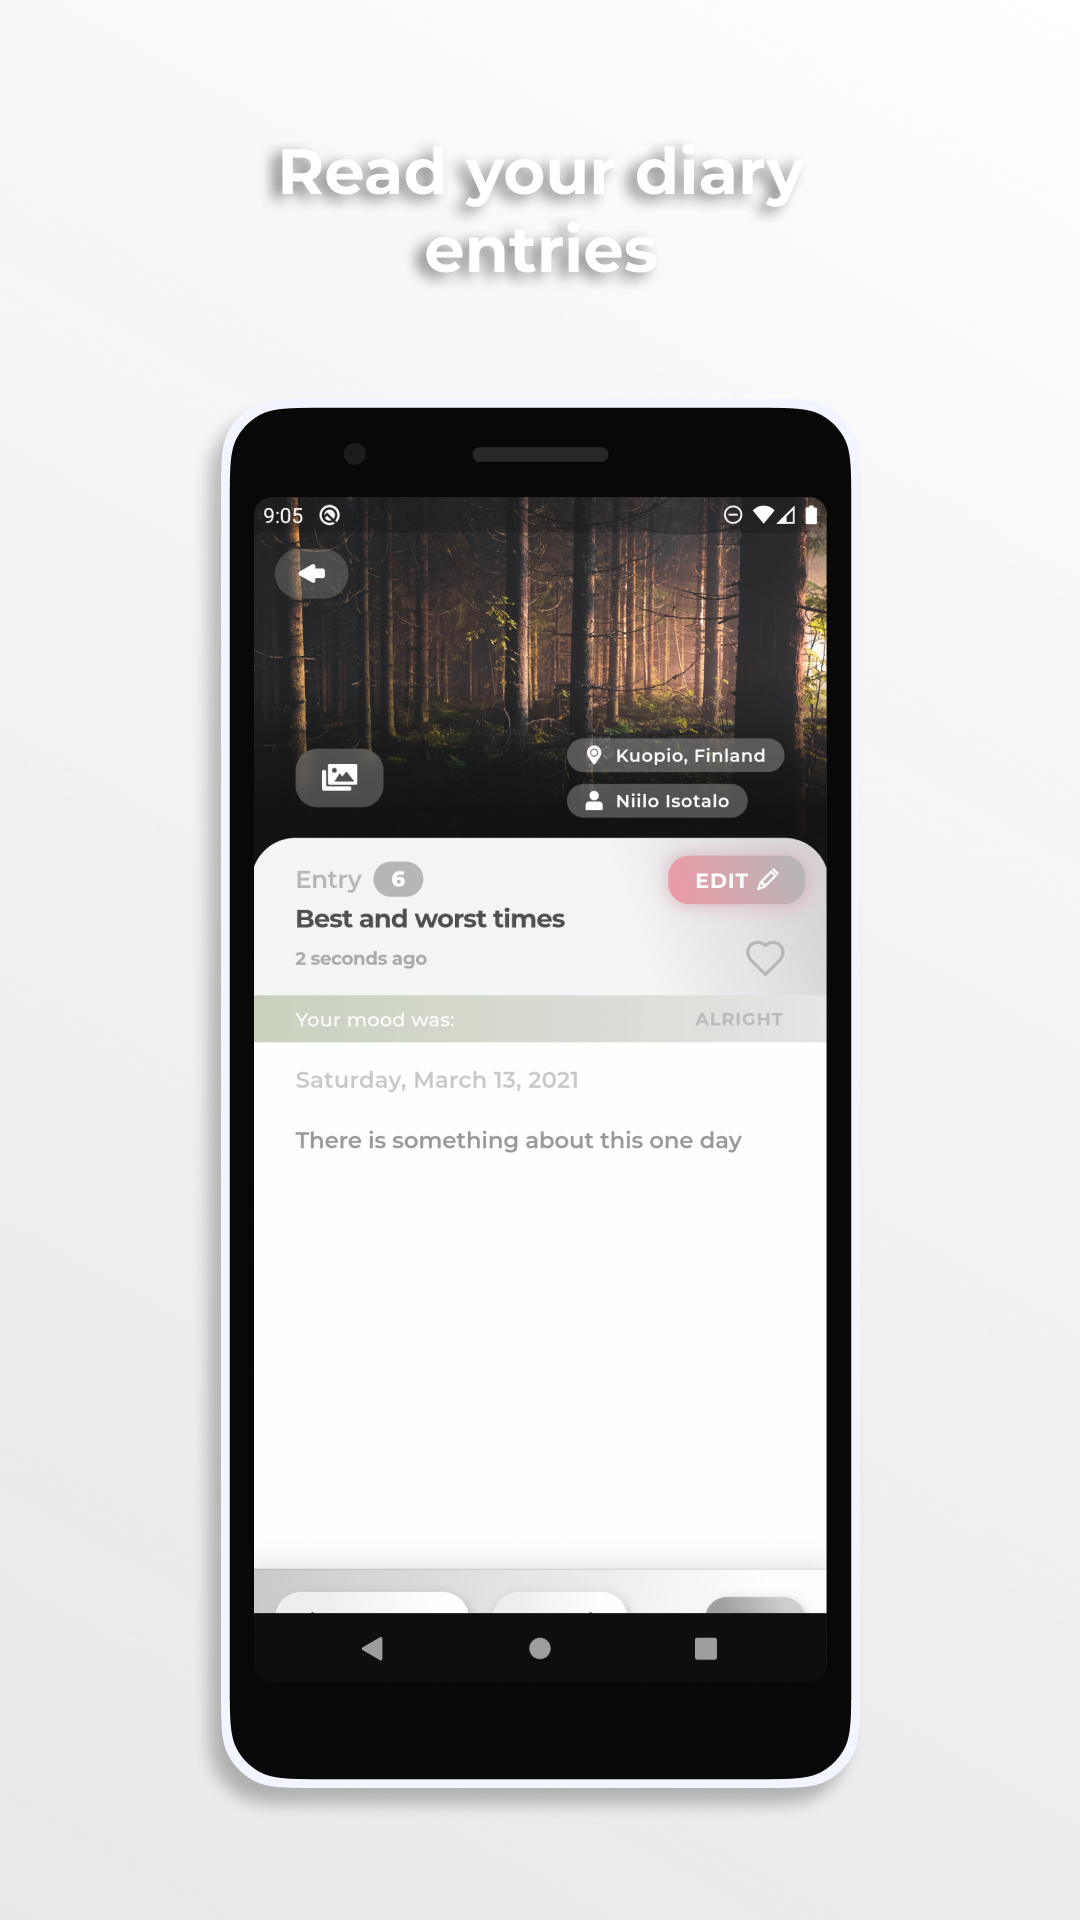 Read your diary
entries
9:05
Kuopio, Finland
Niilo Isotalo
Entry 6
EDIT
Best and worst times
2 seconds ago
Your mood was: ALRIGHT
Saturday, March 13, 2021
There is something about this one day